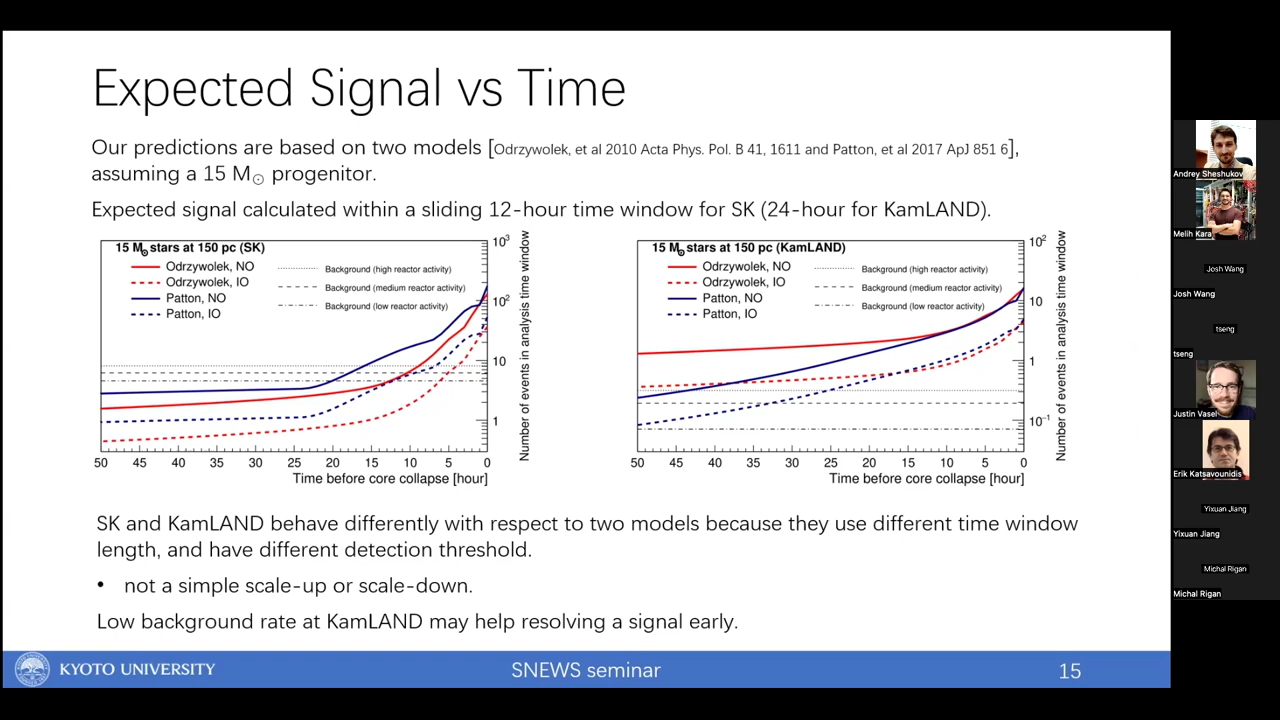 Expected Signal vs Time
Our predictions are based on two models [Odrzywolek, et al 2010 Acta Phys. Pol. B 41, 1611 and Patton, et al 2017 ApJ 851 6],
assuming a 15 M☉ progenitor.
Expected signal calculated within a sliding 12-hour time window for SK (24-hour for KamLAND).
15 M☉ stars at 150 pc (SK)
Odrzywolek, NO
Odrzywolek, IO
Patton, NO
Patton, IO
Background (high reactor activity)
Background (medium reactor activity)
Background (low reactor activity)
10³
10²
10
1
Number of events in analysis time window
50 45 40 35 30 25 20 15 10 5 0
Time before core collapse [hour]
15 M☉ stars at 150 pc (KamLAND)
Odrzywolek, NO
Odrzywolek, IO
Patton, NO
Patton, IO
Background (high reactor activity)
Background (medium reactor activity)
Background (low reactor activity)
10²
10
1
10⁻¹
Number of events in analysis time window
50 45 40 35 30 25 20 15 10 5 0
Time before core collapse [hour]
SK and KamLAND behave differently with respect to two models because they use different time window
length, and have different detection threshold.
• not a simple scale-up or scale-down.
Low background rate at KamLAND may help resolving a signal early.
KYOTO UNIVERSITY
SNEWS seminar
15
Andrey Sheshukov
Melih Kara
Josh Wang
Josh Wang
tseng
tseng
Justin Vasel
Erik Katsavounidis
Yixuan Jiang
Yixuan Jiang
Michal Rigan
Michal Rigan